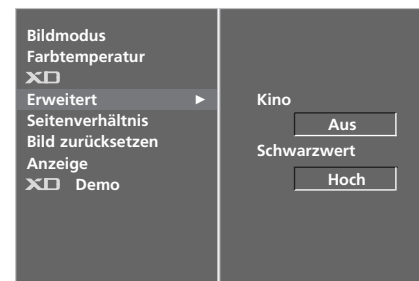 Bildmodus
Farbtemperatur
XD
Erweitert ►
Seitenverhältnis
Bild zurücksetzen
Anzeige
XD Demo
Kino
Aus
Schwarzwert
Hoch